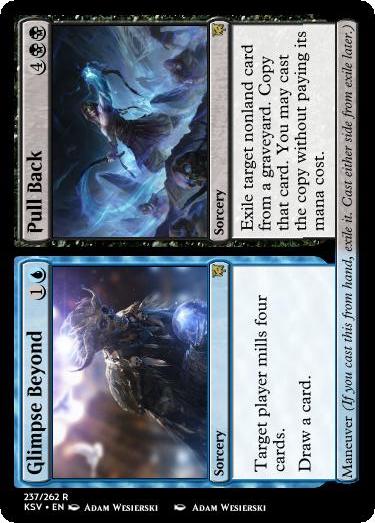 Glimpse Beyond 1
Sorcery
Target player mills four
cards.
Draw a card.
Pull Back 4
Sorcery
Exile target nonland card
from a graveyard. Copy
that card. You may cast
the copy without paying its
mana cost.
Maneuver (If you cast this from hand, exile it. Cast either side from exile later.)
237/262 R
KSV • EN ADAM WESIERSKI ADAM WESIERSKI